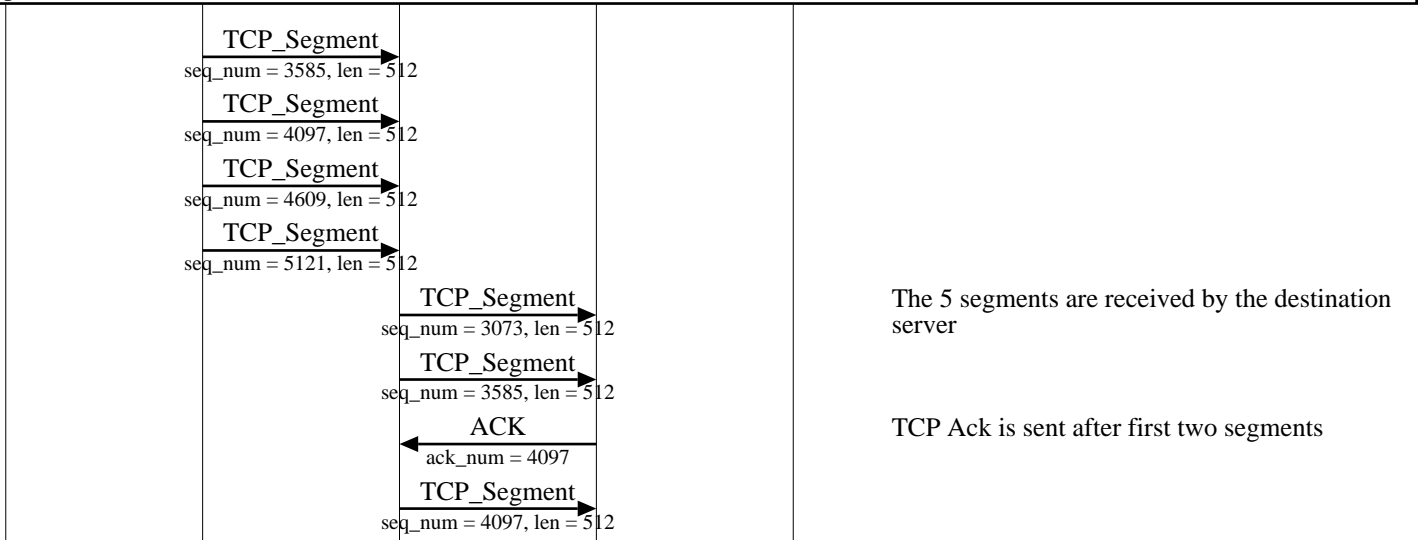 TCP_Segment
seq_num = 3585, len = 512
TCP_Segment
seq_num = 4097, len = 512
TCP_Segment
seq_num = 4609, len = 512
TCP_Segment
seq_num = 5121, len = 512
TCP_Segment
seq_num = 3073, len = 512
The 5 segments are received by the destination
server
TCP_Segment
seq_num = 3585, len = 512
ACK
ack_num = 4097
TCP Ack is sent after first two segments
TCP_Segment
seq_num = 4097, len = 512